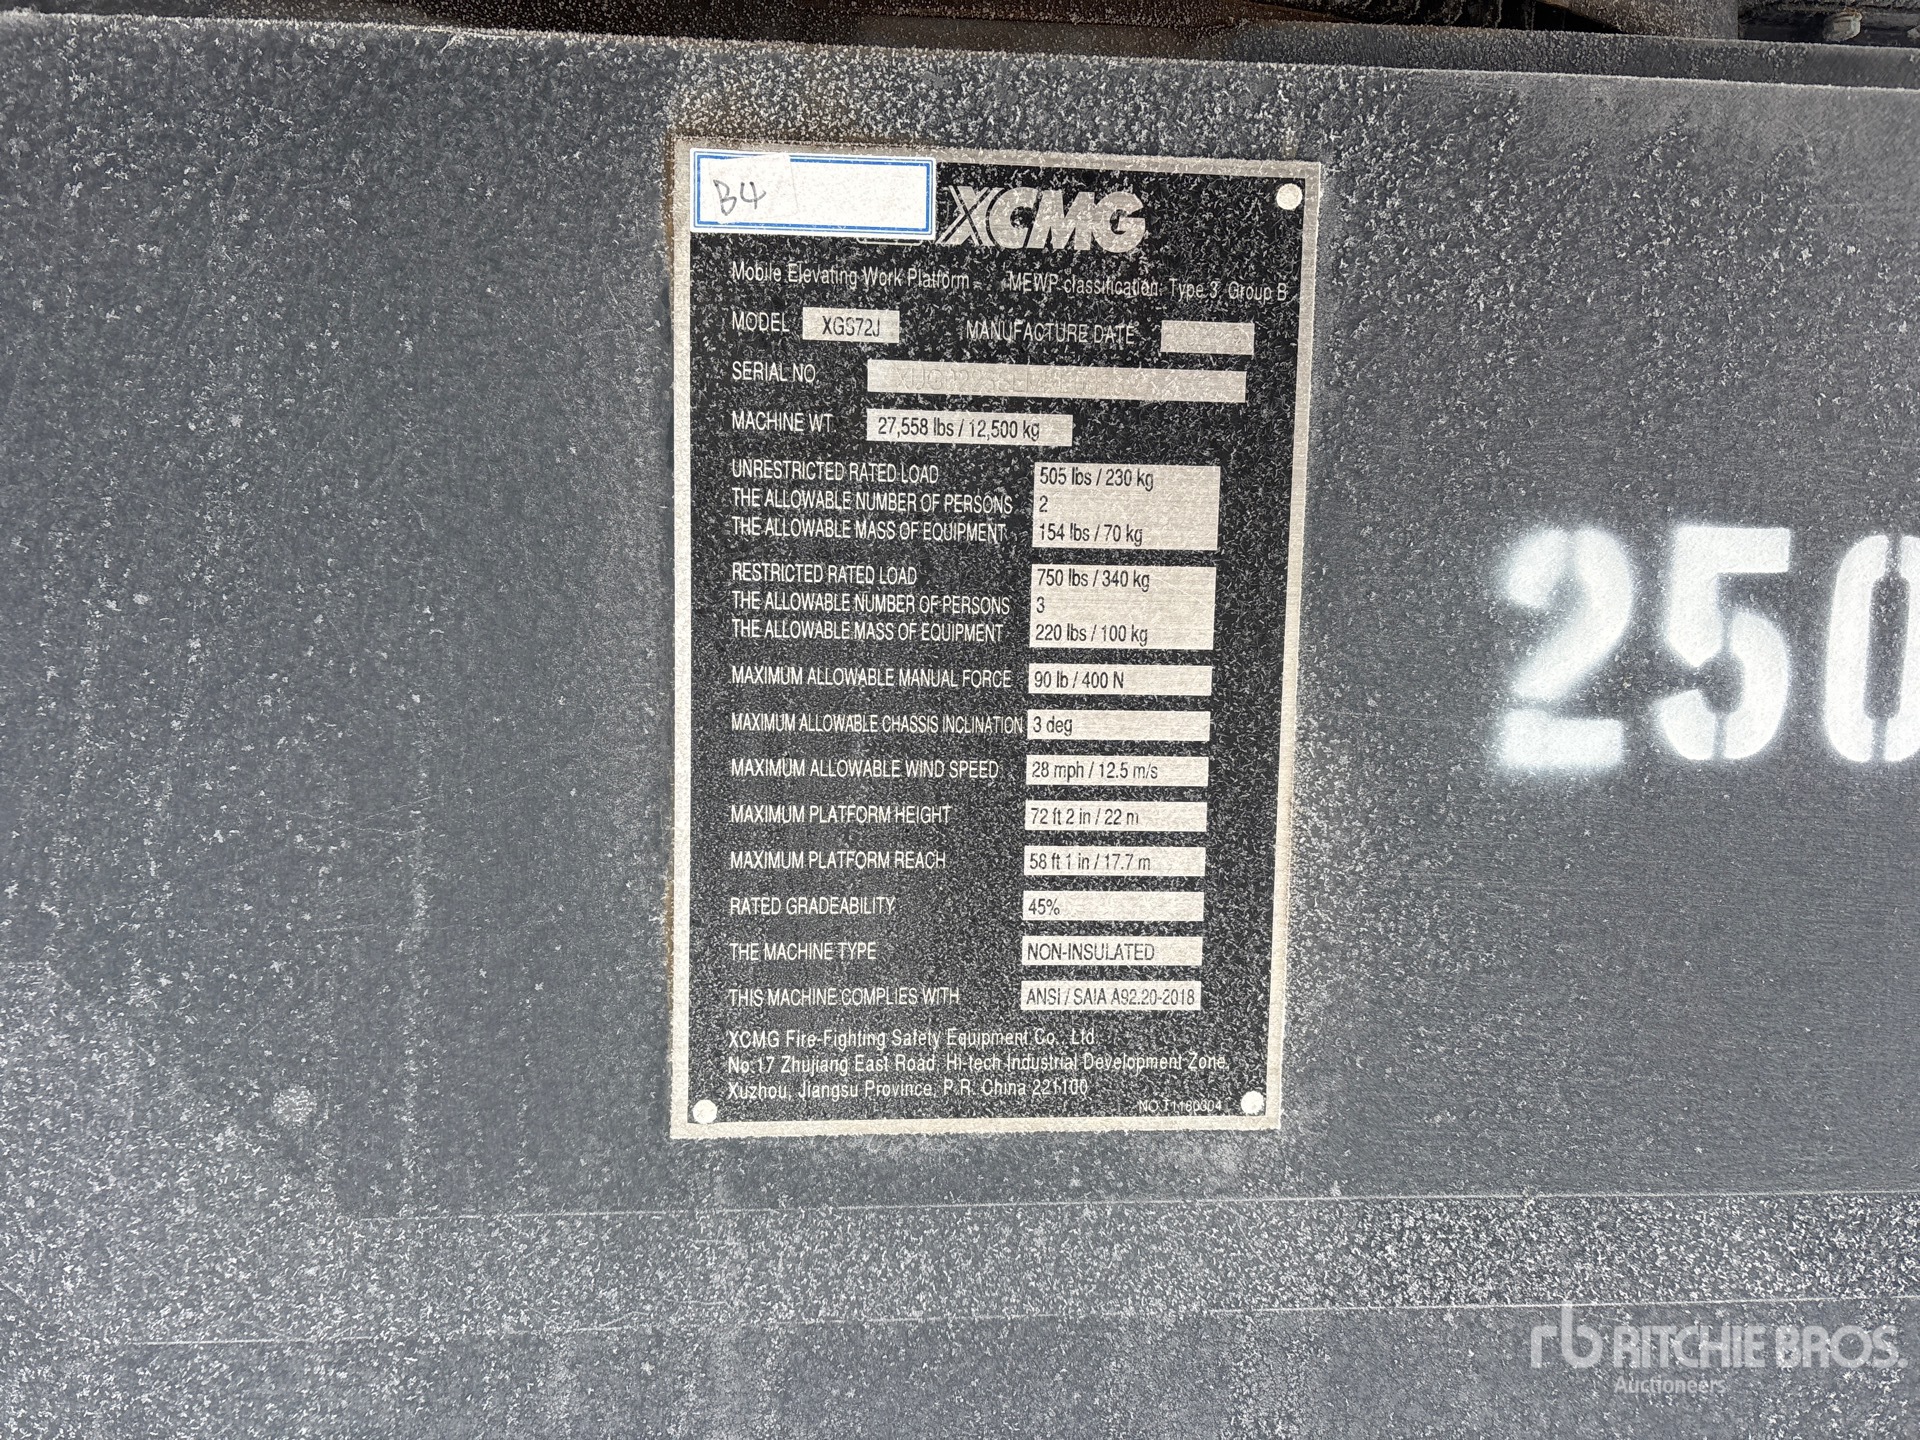 B4
XCMG
Mobile Elevating Work Platform MEWP classification: Type 3, Group B
MODEL XGS72J MANUFACTURE DATE
SERIAL NO.
MACHINE WT. 27,558 lbs / 12,500 kg
UNRESTRICTED RATED LOAD 505 lbs / 230 kg
THE ALLOWABLE NUMBER OF PERSONS 2
THE ALLOWABLE MASS OF EQUIPMENT 154 lbs / 70 kg
RESTRICTED RATED LOAD 750 lbs / 340 kg
THE ALLOWABLE NUMBER OF PERSONS 3
THE ALLOWABLE MASS OF EQUIPMENT 220 lbs / 100 kg
MAXIMUM ALLOWABLE MANUAL FORCE 90 lb / 400 N
MAXIMUM ALLOWABLE CHASSIS INCLINATION 3 deg
MAXIMUM ALLOWABLE WIND SPEED 28 mph / 12.5 m/s
MAXIMUM PLATFORM HEIGHT 72 ft 2 in / 22 m
MAXIMUM PLATFORM REACH 58 ft 1 in / 17.7 m
RATED GRADEABILITY 45%
THE MACHINE TYPE NON-INSULATED
THIS MACHINE COMPLIES WITH ANSI / SAIA A92.20-2018
XCMG Fire-Fighting Safety Equipment Co., Ltd
No.17 Zhujiang East Road, Hi-tech Industrial Development Zone,
Xuzhou, Jiangsu Province, P.R. China 221100
NO.T1180304
250
rb RITCHIE BROS.
Auctioneers